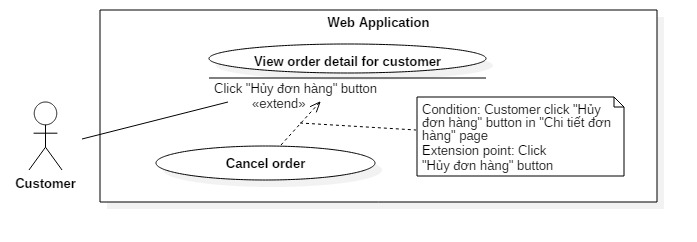 Web Application
View order detail for customer
Click "Hủy đơn hàng" button
«extend»
Condition: Customer click "Hủy
đơn hàng" button in "Chi tiết đơn
hàng" page
Extension point: Click
"Hủy đơn hàng" button
Cancel order
Customer